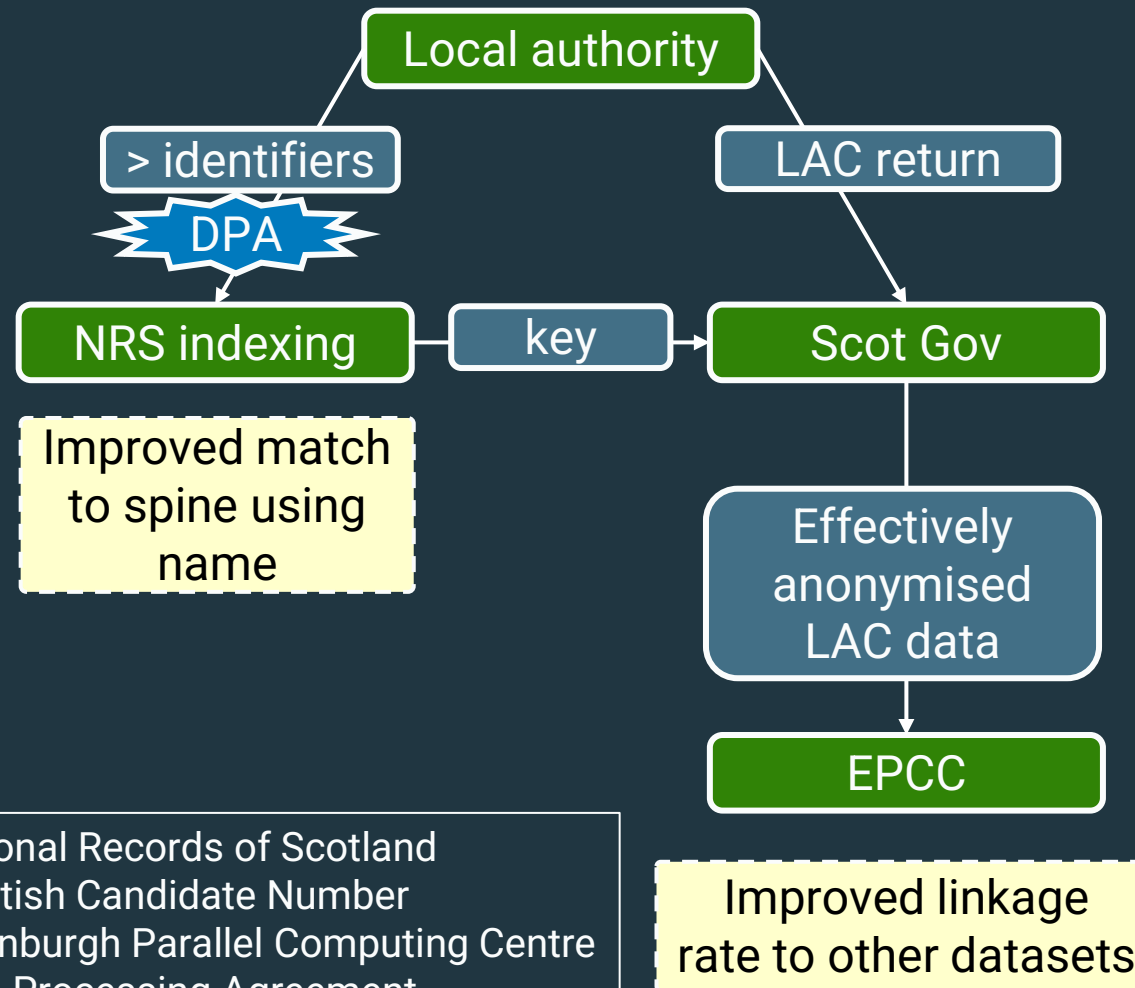 Local authority
> identifiers
LAC return
DPA
NRS indexing
key
Scot Gov
Improved match
to spine using
name
Effectively
anonymised
LAC data
EPCC
onal Records of Scotland
tish Candidate Number
nburgh Parallel Computing Centre
Processing Agreement
Improved linkage
rate to other datasets